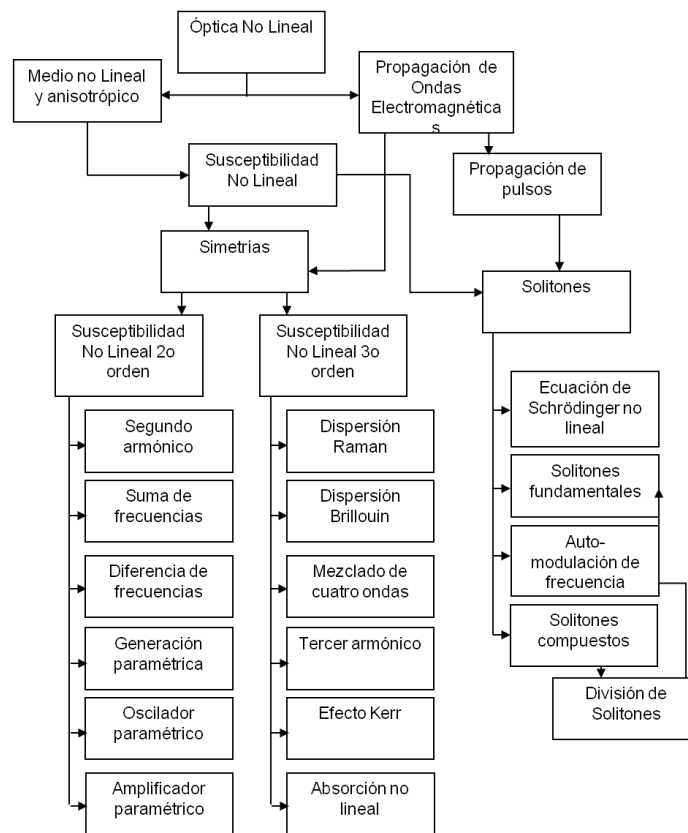 Óptica No Lineal
Medio no Lineal
y anisotrópico
Propagación de
Ondas
Electromagnética
s
Susceptibilidad
No Lineal
Propagación de
pulsos
Simetrías
Solitones
Susceptibilidad
No Lineal 2o
orden
Susceptibilidad
No Lineal 3o
orden
Segundo
armónico
Suma de
frecuencias
Diferencia de
frecuencias
Generación
paramétrica
Oscilador
paramétrico
Amplificador
paramétrico
Dispersión
Raman
Dispersión
Brillouin
Mezclado de
cuatro ondas
Tercer armónico
Efecto Kerr
Absorción no
lineal
Ecuación de
Schrödinger no
lineal
Solitones
fundamentales
Auto-
modulación de
frecuencia
Solitones
compuestos
División de
Solitones